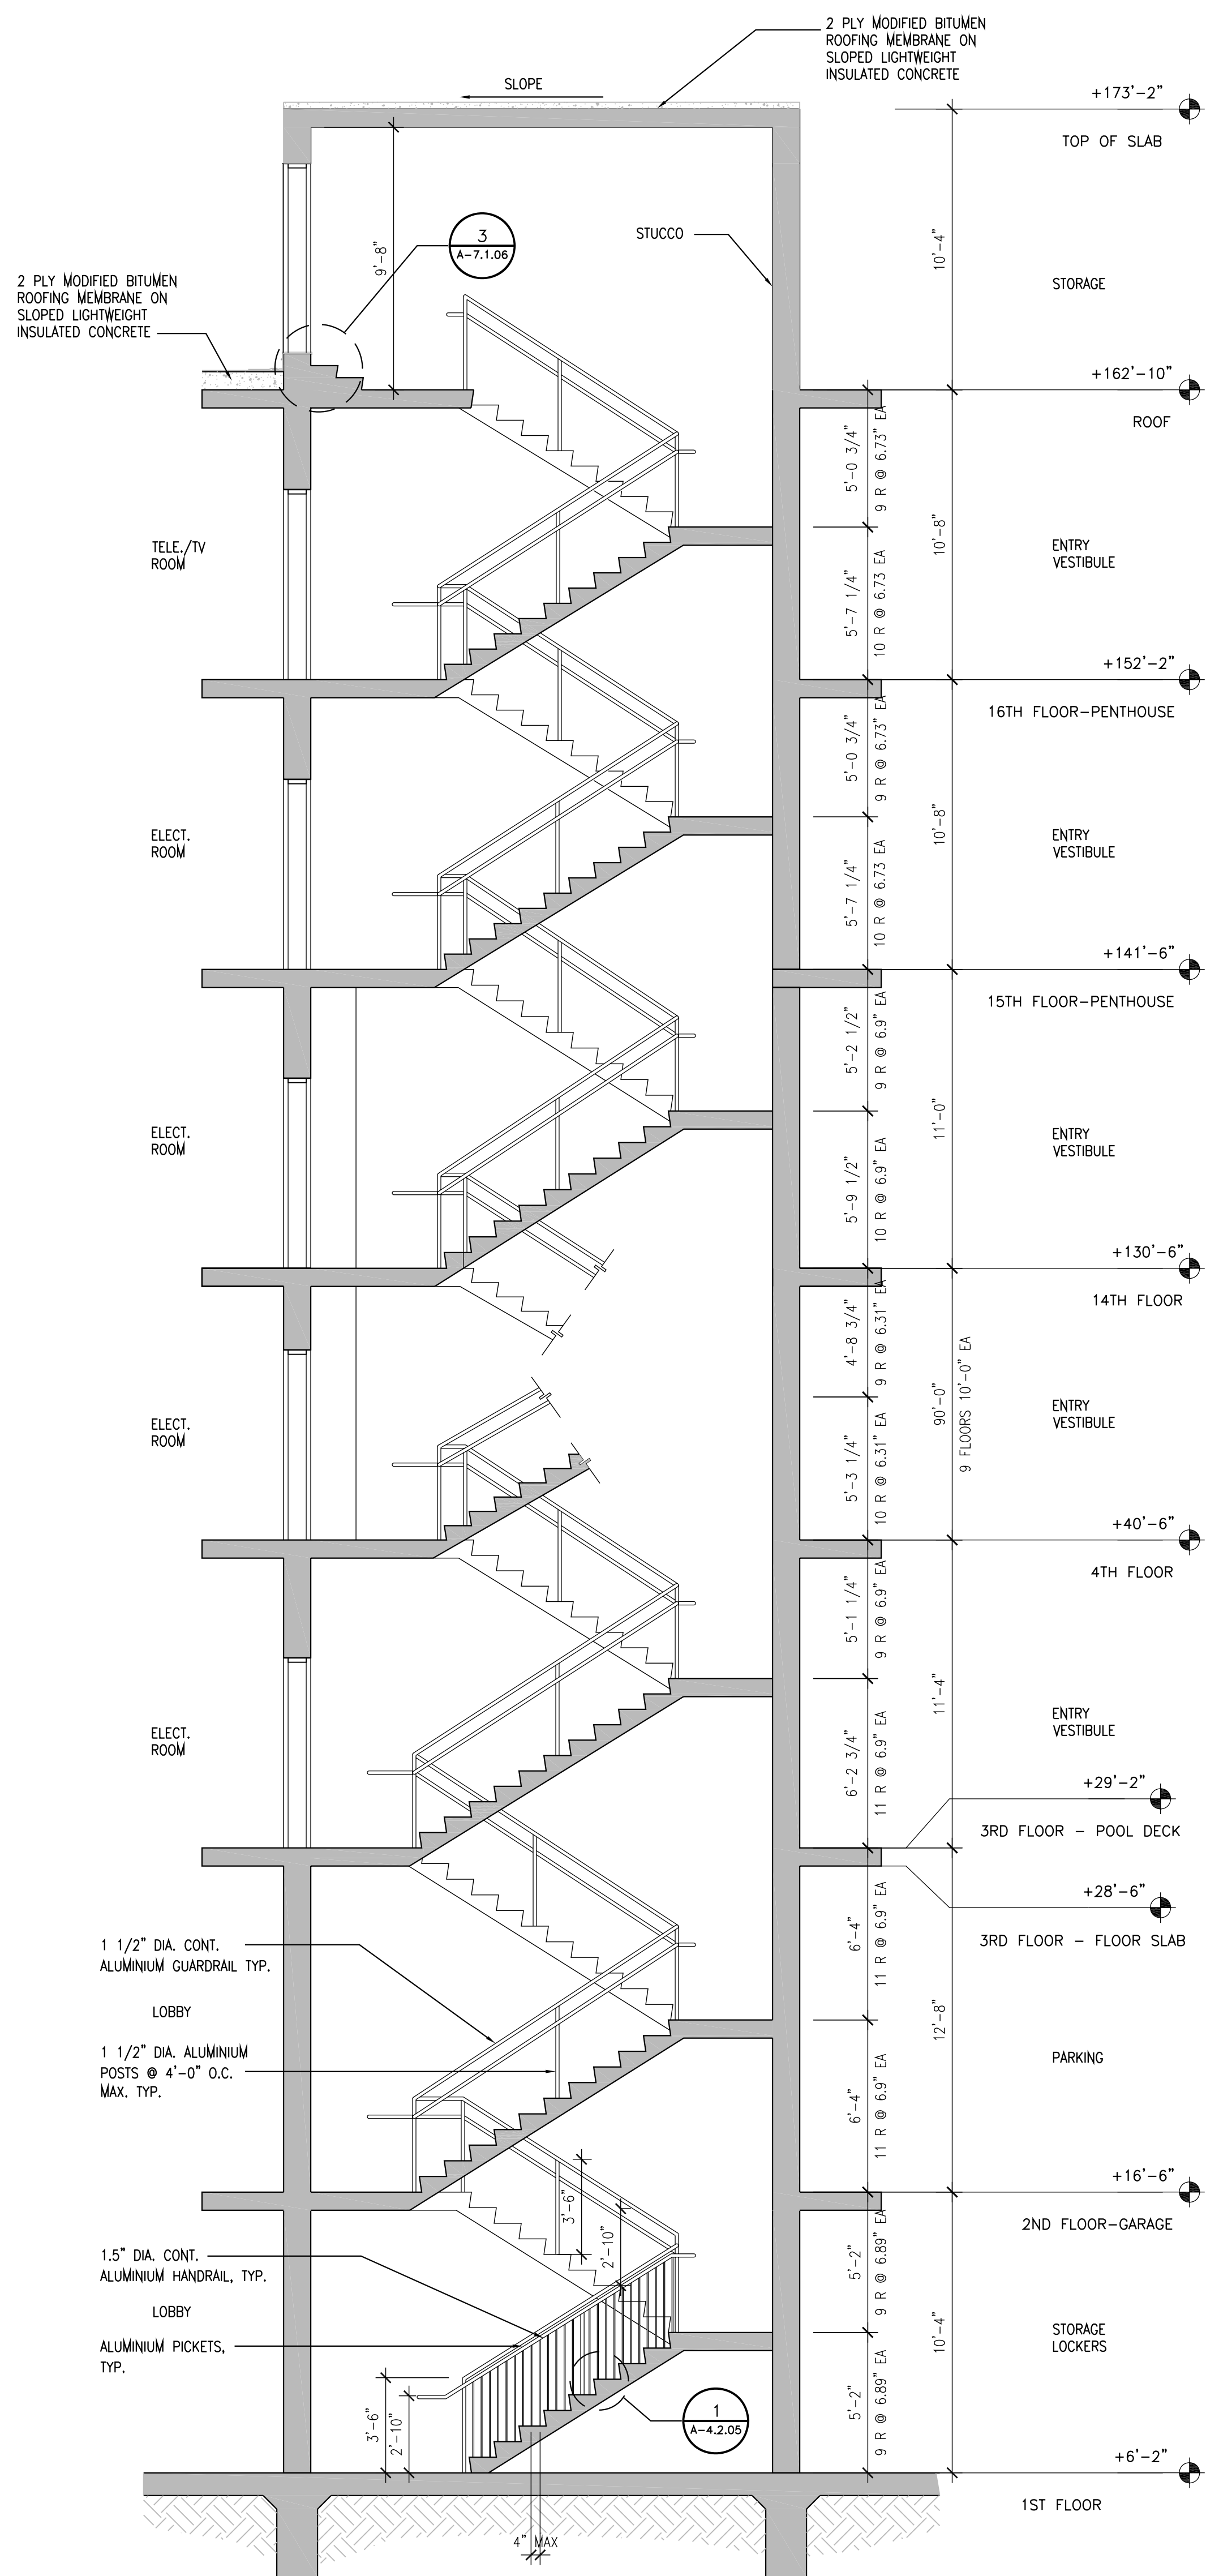 2 PLY MODIFIED BITUMEN
ROOFING MEMBRANE ON
SLOPED LIGHTWEIGHT
INSULATED CONCRETE
SLOPE
+173'-2"
TOP OF SLAB
9'-8"
3
A-7.1.06
STUCCO
10'-4"
STORAGE
2 PLY MODIFIED BITUMEN
ROOFING MEMBRANE ON
SLOPED LIGHTWEIGHT
INSULATED CONCRETE
+162'-10"
ROOF
5'-0 3/4"
9 R @ 6.73" EA
10'-8"
TELE./TV
ROOM
ENTRY
VESTIBULE
5'-7 1/4"
10 R @ 6.73 EA
+152'-2"
16TH FLOOR-PENTHOUSE
5'-0 3/4"
9 R @ 6.73" EA
10'-8"
ELECT.
ROOM
ENTRY
VESTIBULE
5'-7 1/4"
10 R @ 6.73 EA
+141'-6"
15TH FLOOR-PENTHOUSE
5'-2 1/2"
9 R @ 6.9" EA
11'-0"
ELECT.
ROOM
ENTRY
VESTIBULE
5'-9 1/2"
10 R @ 6.9" EA
+130'-6"
14TH FLOOR
4'-8 3/4"
9 R @ 6.31" EA
90'-0"
9 FLOORS 10'-0" EA
ELECT.
ROOM
ENTRY
VESTIBULE
5'-3 1/4"
10 R @ 6.31" EA
+40'-6"
4TH FLOOR
5'-1 1/4"
9 R @ 6.9" EA
11'-4"
ELECT.
ROOM
ENTRY
VESTIBULE
6'-2 3/4"
11 R @ 6.9" EA
+29'-2"
3RD FLOOR - POOL DECK
+28'-6"
3RD FLOOR - FLOOR SLAB
6'-4"
11 R @ 6.9" EA
1 1/2" DIA. CONT.
ALUMINIUM GUARDRAIL TYP.
LOBBY
12'-8"
1 1/2" DIA. ALUMINIUM
POSTS @ 4'-0" O.C.
MAX. TYP.
PARKING
6'-4"
11 R @ 6.9" EA
+16'-6"
2ND FLOOR-GARAGE
3'-6"
2'-10"
5'-2"
9 R @ 6.89" EA
1.5" DIA. CONT.
ALUMINIUM HANDRAIL, TYP.
LOBBY
ALUMINIUM PICKETS,
TYP.
10'-4"
STORAGE
LOCKERS
3'-6"
2'-10"
1
A-4.2.05
5'-2"
9 R @ 6.89" EA
+6'-2"
1ST FLOOR
4" MAX